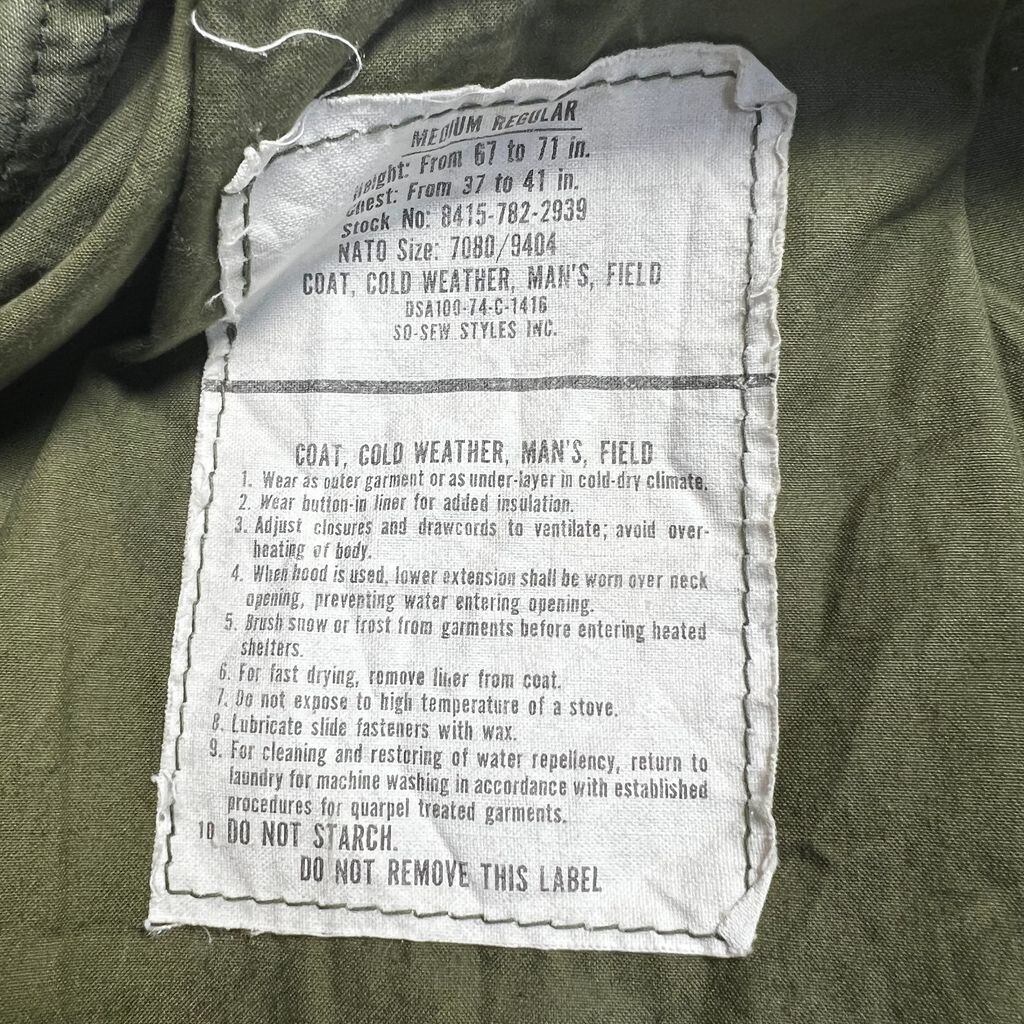 MEDIUM REGULAR
Height: From 67 to 71 in.
Chest: From 37 to 41 in.
Stock No: 8415-782-2939
NATO Size: 7080/9404
COAT, COLD WEATHER, MAN'S, FIELD
DSA100-74-C-1416
SO-SEW STYLES INC.
COAT, COLD WEATHER, MAN'S, FIELD
1. Wear as outer garment or as under-layer in cold-dry climate.
2. Wear button-in liner for added insulation.
3. Adjust closures and drawcords to ventilate; avoid over-
heating of body.
4. When hood is used, lower extension shall be worn over neck
opening, preventing water entering opening.
5. Brush snow or frost from garments before entering heated
shelters.
6. For fast drying, remove liner from coat.
7. Do not expose to high temperature of a stove.
8. Lubricate slide fasteners with wax.
9. For cleaning and restoring of water repellency, return to
laundry for machine washing in accordance with established
procedures for quarpel treated garments.
10 DO NOT STARCH.
DO NOT REMOVE THIS LABEL